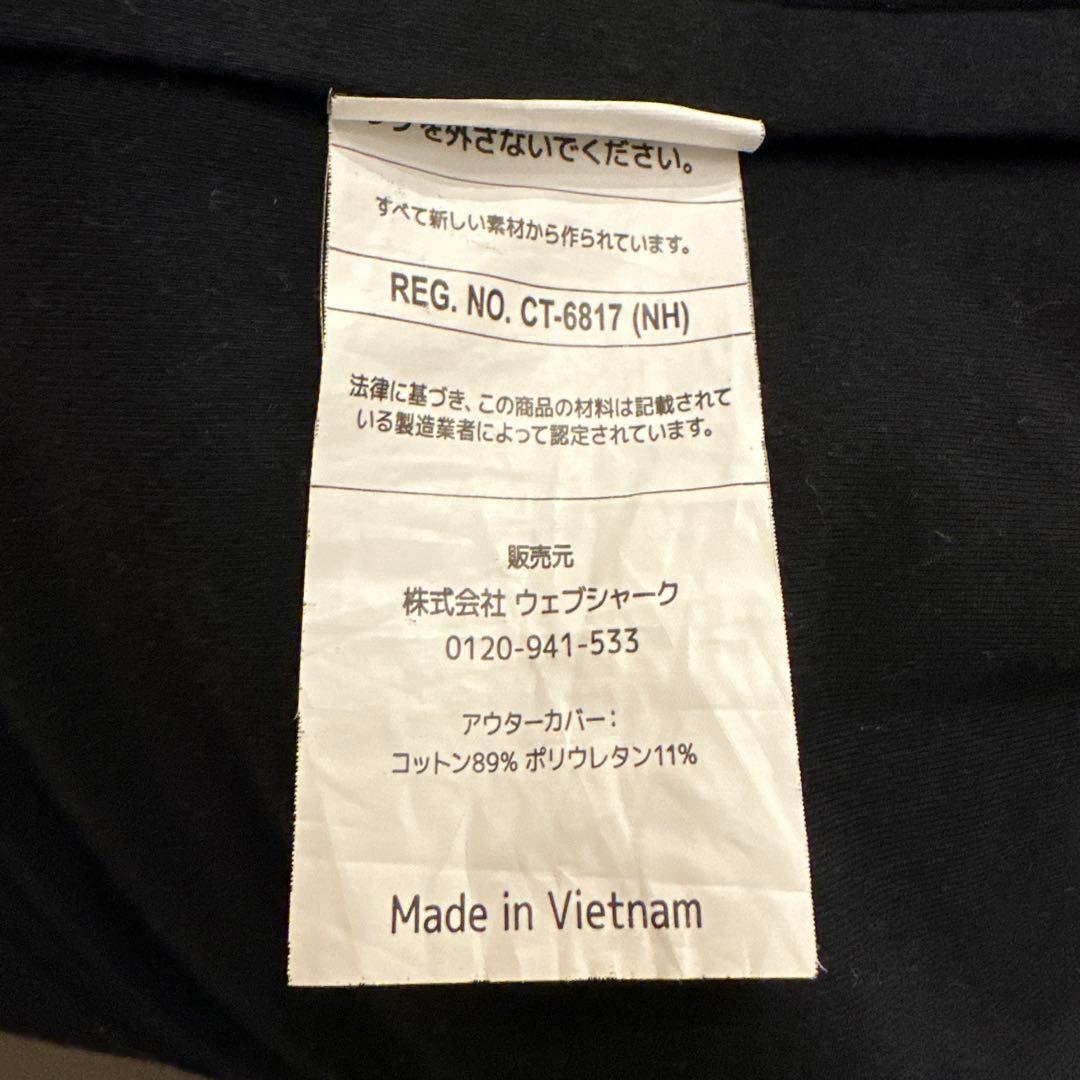 を外さないでください。
すべて新しい素材から作られています。
REG. NO. CT-6817 (NH)
法律に基づき、この商品の材料は記載されて
いる製造業者によって認定されています。
販売元
株式会社 ウェブシャーク
0120-941-533
アウターカバー：
コットン89% ポリウレタン11%
Made in Vietnam